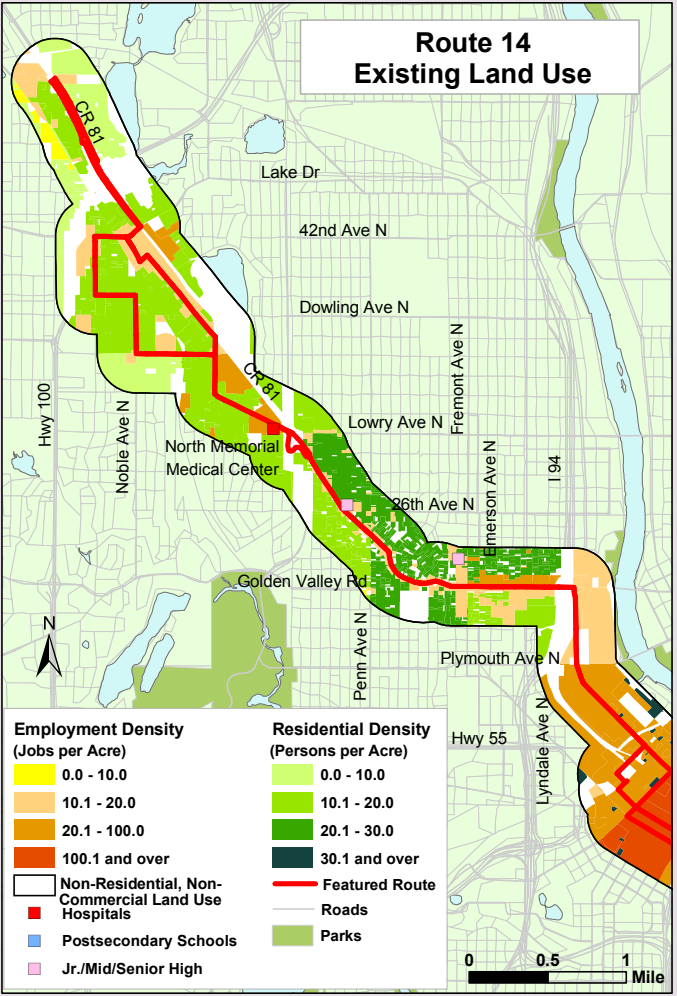 Route 14
Existing Land Use
CR 81
Lake Dr
42nd Ave N
Dowling Ave N
CR 81
Fremont Ave N
Hwy 100
Noble Ave N
Lowry Ave N
North Memorial
Medical Center
Emerson Ave N
I 94
26th Ave N
Golden Valley Rd
Penn Ave N
N
Plymouth Ave N
Lyndale Ave N
Hwy 55
Employment Density
(Jobs per Acre)
0.0 - 10.0
10.1 - 20.0
20.1 - 100.0
100.1 and over
Non-Residential, Non-
Commercial Land Use
Hospitals
Postsecondary Schools
Jr./Mid/Senior High
Residential Density
(Persons per Acre)
0.0 - 10.0
10.1 - 20.0
20.1 - 30.0
30.1 and over
Featured Route
Roads
Parks
0 0.5 1
Mile